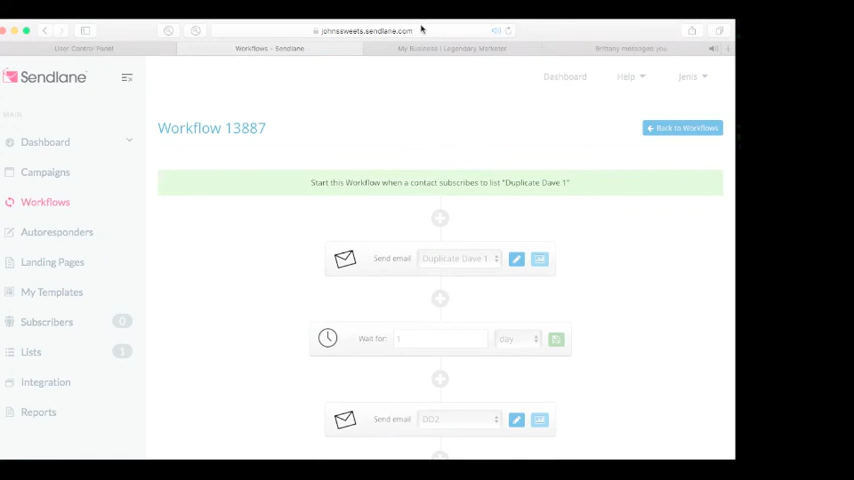 johnssweets.sendlane.com
User Control Panel
Workflows - Sendlane
My Business | Legendary Marketer
Brittany messaged you
Sendlane
Dashboard
Help
Jenis
MAIN
Workflow 13887
Back to Workflows
Dashboard
Campaigns
Start this Workflow when a contact subscribes to list "Duplicate Dave 1"
Workflows
Autoresponders
Landing Pages
Send email
Duplicate Dave 1
My Templates
Subscribers
0
Wait for:
1
day
Lists
1
Integration
Reports
Send email
DD2